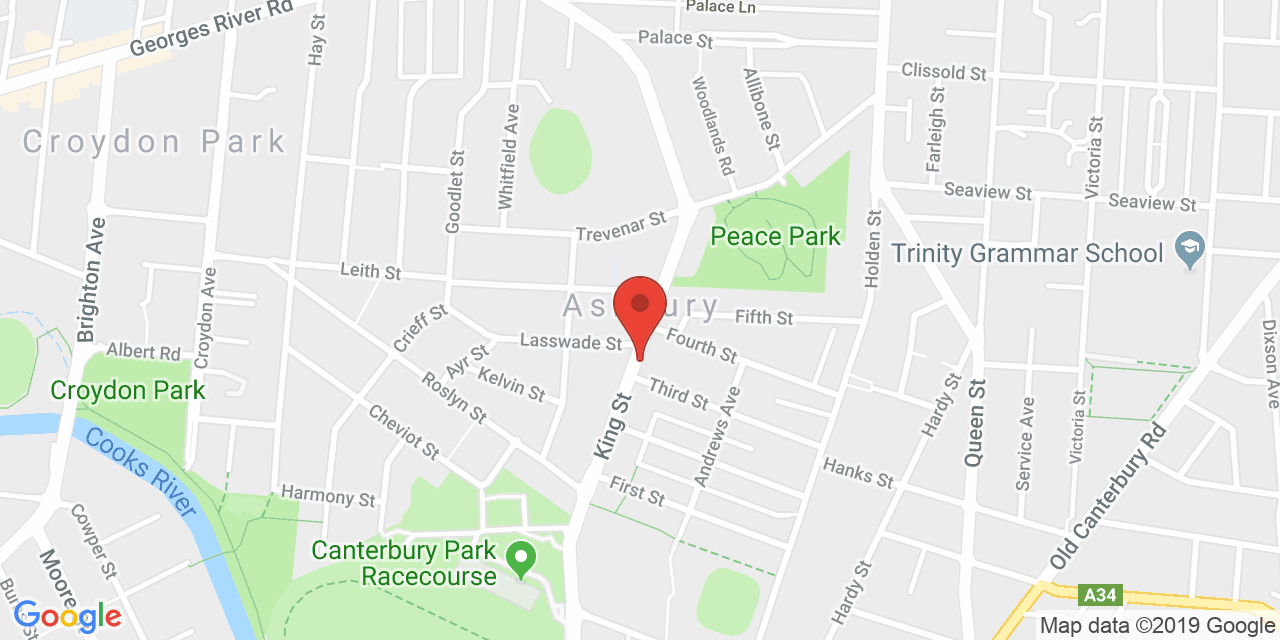 Palace Ln
Georges River Rd
Hay St
Palace St
Clissold St
Woodlands Rd
Allibone St
Farleigh St
Victoria St
Croydon Park
Whitfield Ave
Goodlet St
Seaview St
Seaview St
Trevenar St
Peace Park
Holden St
Trinity Grammar School
Brighton Ave
Leith St
Croydon Ave
Crieff St
Fifth St
Lasswade St
Fourth St
Albert Rd
Ayr St
Kelvin St
Roslyn St
Croydon Park
Third St
Dixson Ave
Cheviot St
King St
Andrews Ave
Hardy St
Queen St
Service Ave
Victoria St
Old Canterbury Rd
Cooks River
Harmony St
First St
Hanks St
Cowper St
Canterbury Park
Racecourse
Hardy St
A34
Google
Map data ©2019 Google